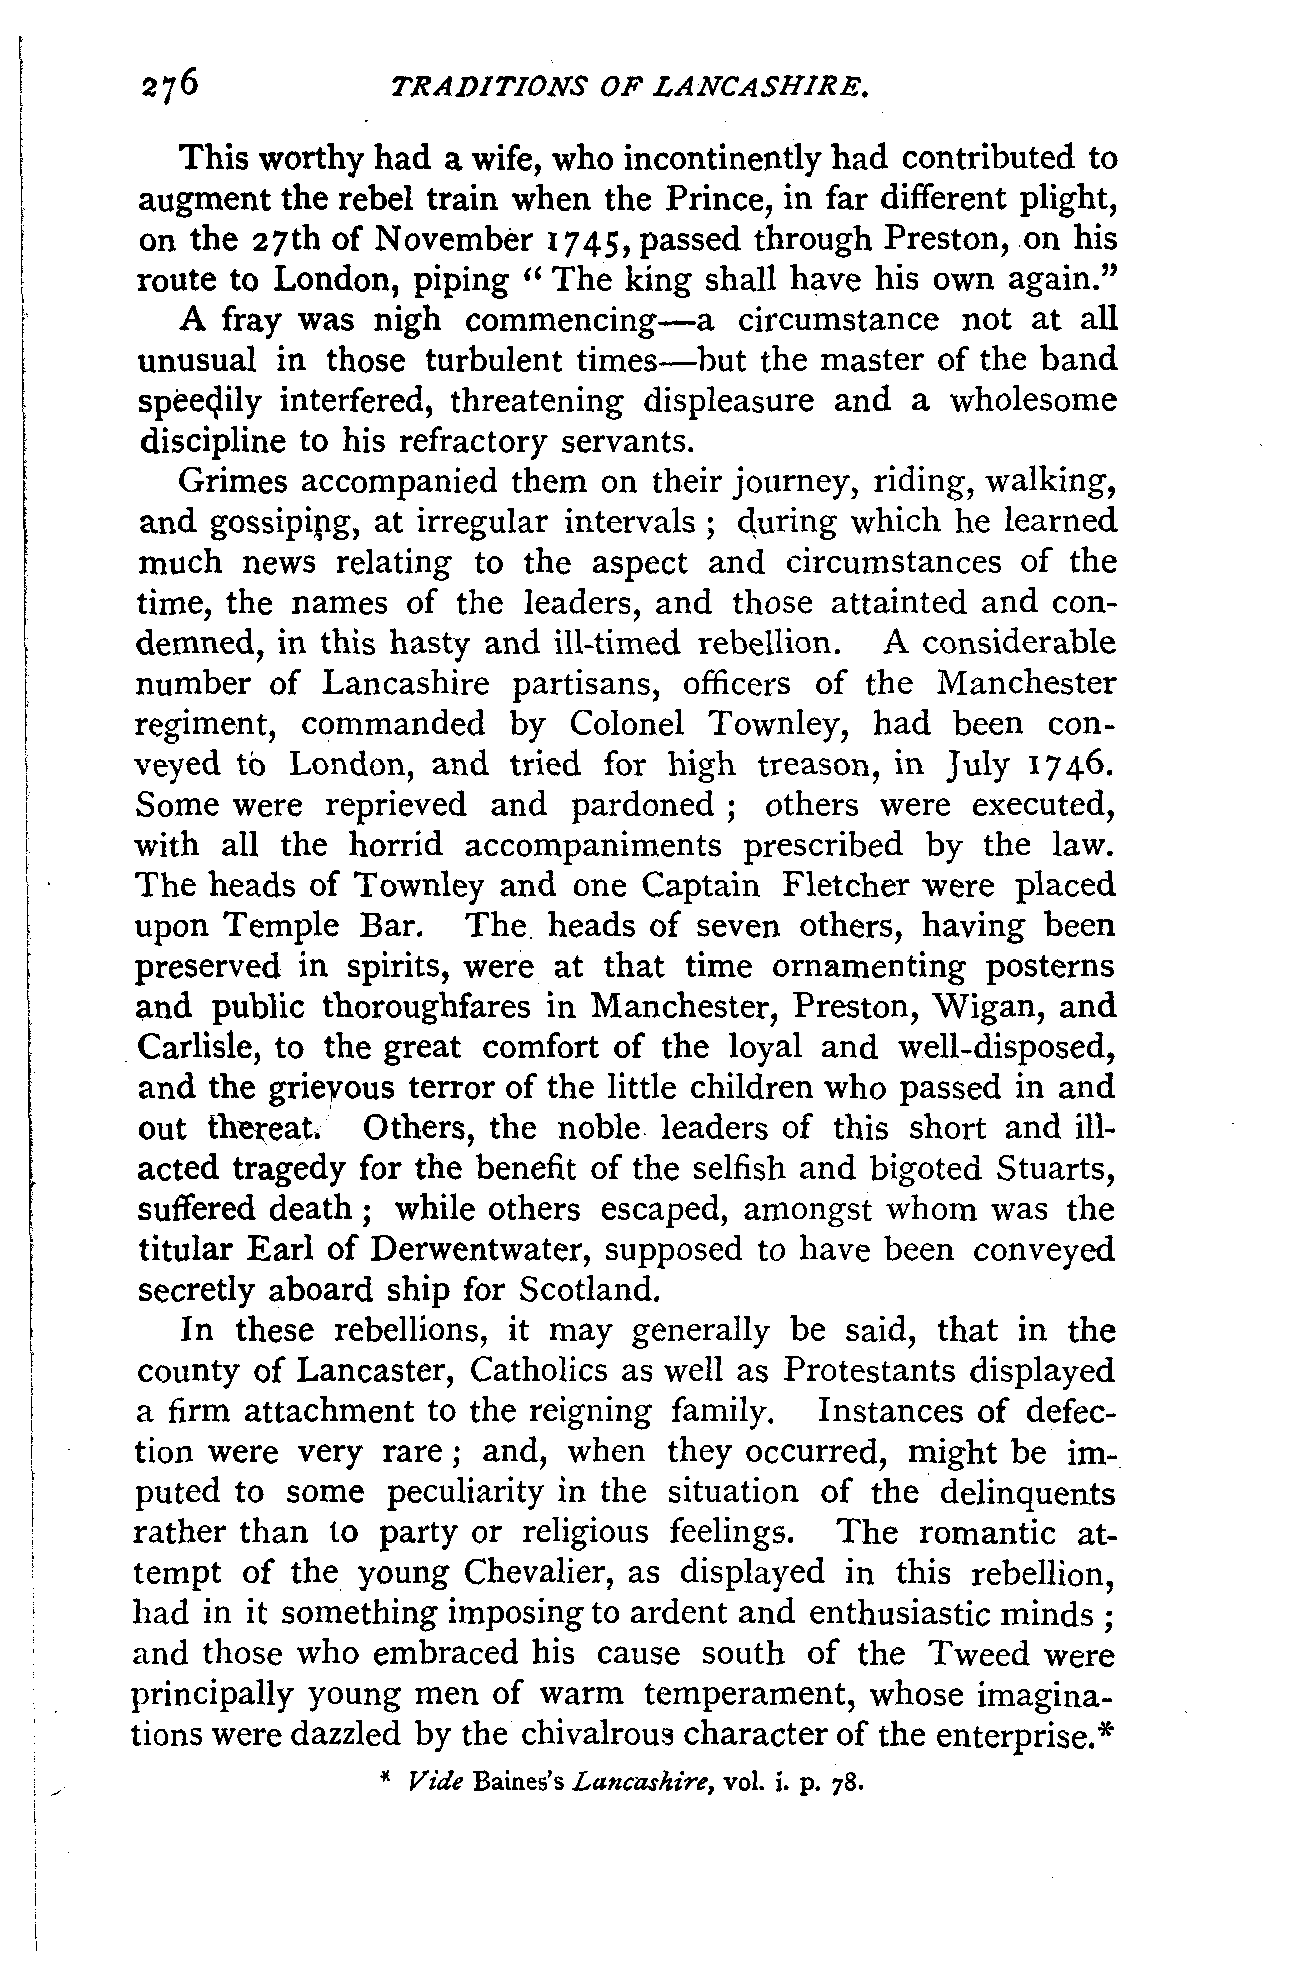 276 TRADITIONS OF LANCASHIRE.
This worthy had a wife, who incontinently had contributed to
augment the rebel train when the Prince, in far different plight,
on the 27th of November 1745, passed through Preston, on his
route to London, piping “ The king shall have his own again.”
A fray was nigh commencing—a circumstance not at all
unusual in those turbulent times—but the master of the band
speedily interfered, threatening displeasure and a wholesome
discipline to his refractory servants.
Grimes accompanied them on their journey, riding, walking,
and gossiping, at irregular intervals ; during which he learned
much news relating to the aspect and circumstances of the
time, the names of the leaders, and those attainted and con-
demned, in this hasty and ill-timed rebellion. A considerable
number of Lancashire partisans, officers of the Manchester
regiment, commanded by Colonel Townley, had been con-
veyed to London, and tried for high treason, in July 1746.
Some were reprieved and pardoned ; others were executed,
with all the horrid accompaniments prescribed by the law.
The heads of Townley and one Captain Fletcher were placed
upon Temple Bar. The heads of seven others, having been
preserved in spirits, were at that time ornamenting posterns
and public thoroughfares in Manchester, Preston, Wigan, and
Carlisle, to the great comfort of the loyal and well-disposed,
and the grievous terror of the little children who passed in and
out thereat. Others, the noble leaders of this short and ill-
acted tragedy for the benefit of the selfish and bigoted Stuarts,
suffered death ; while others escaped, amongst whom was the
titular Earl of Derwentwater, supposed to have been conveyed
secretly aboard ship for Scotland.
In these rebellions, it may generally be said, that in the
county of Lancaster, Catholics as well as Protestants displayed
a firm attachment to the reigning family. Instances of defec-
tion were very rare ; and, when they occurred, might be im-
puted to some peculiarity in the situation of the delinquents
rather than to party or religious feelings. The romantic at-
tempt of the young Chevalier, as displayed in this rebellion,
had in it something imposing to ardent and enthusiastic minds ;
and those who embraced his cause south of the Tweed were
principally young men of warm temperament, whose imagina-
tions were dazzled by the chivalrous character of the enterprise.*
* Vide Baines's Lancashire, vol. i. p. 78.